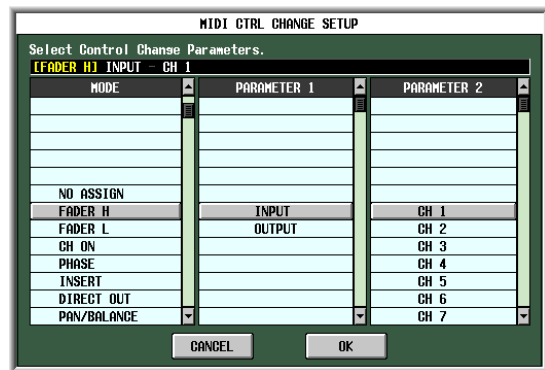 MIDI CTRL CHANGE SETUP
Select Control Change Parameters.
[FADER H] INPUT - CH 1
MODE PARAMETER 1 PARAMETER 2
NO ASSIGN
FADER H INPUT CH 1
FADER L OUTPUT CH 2
CH ON CH 3
PHASE CH 4
INSERT CH 5
DIRECT OUT CH 6
PAN/BALANCE CH 7
CANCEL OK